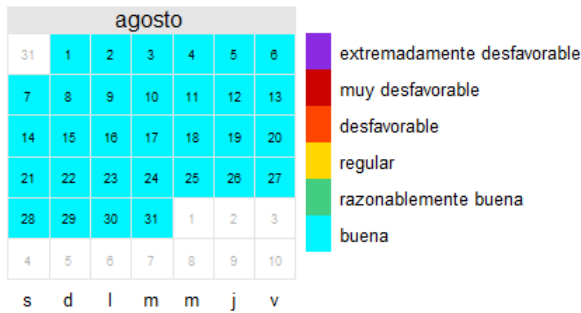 agosto
31 1 2 3 4 5 6
7 8 9 10 11 12 13
14 15 16 17 18 19 20
21 22 23 24 25 26 27
28 29 30 31 1 2 3
4 5 6 7 8 9 10
s d l m m j v
extremadamente desfavorable
muy desfavorable
desfavorable
regular
razonablemente buena
buena